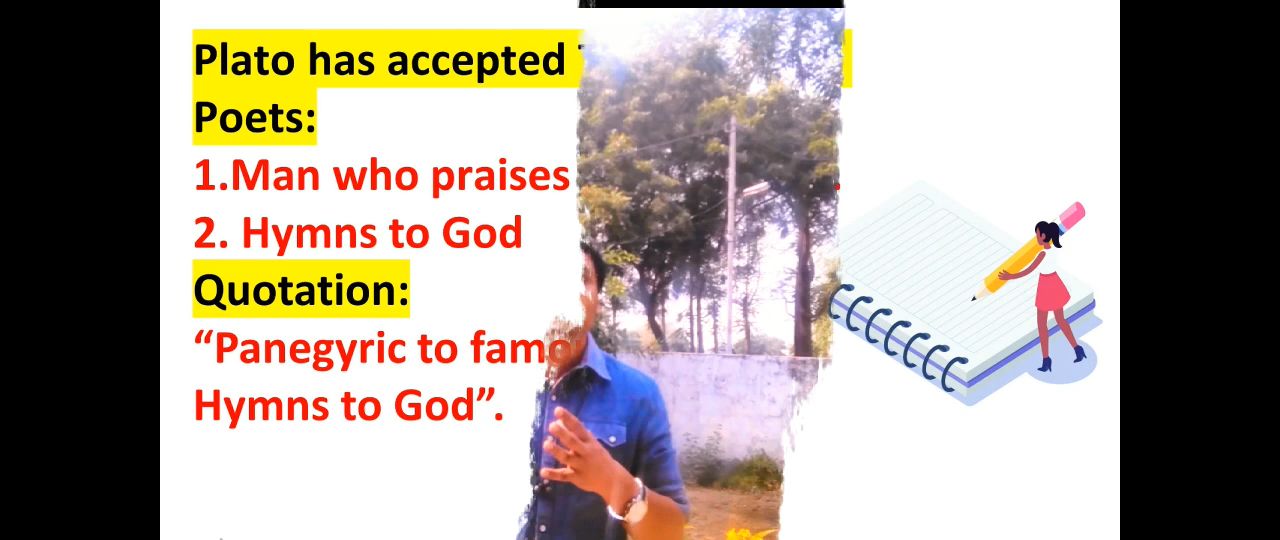 Plato has accepted
Poets:
1.Man who praises
2. Hymns to God
Quotation:
“Panegyric to famo
Hymns to God”.